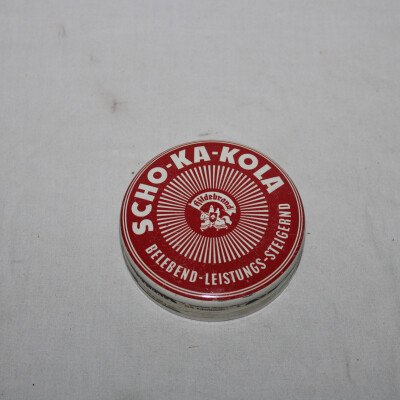 SCHO-KA-KOLA
Hildebrand
BELEBEND-LEISTUNGS-STEIGERND